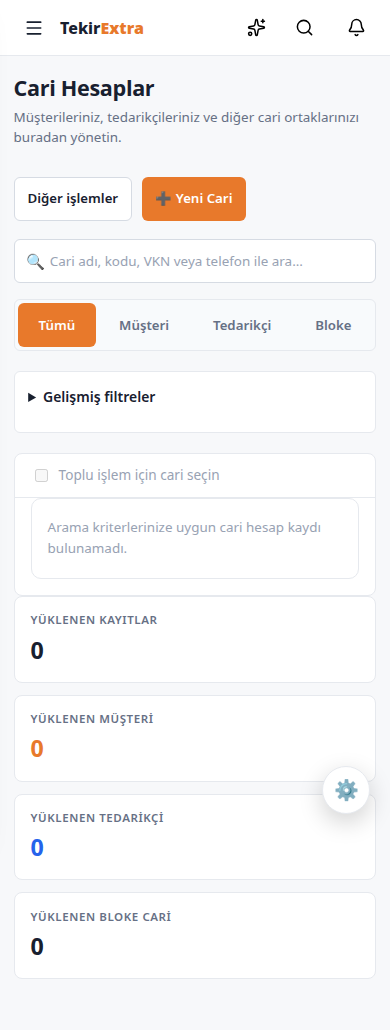 TekirExtra
Cari Hesaplar
Müşterileriniz, tedarikçileriniz ve diğer cari ortaklarınızı
buradan yönetin.
Diğer işlemler
➕ Yeni Cari
🔍 Cari adı, kodu, VKN veya telefon ile ara...
Tümü
Müşteri
Tedarikçi
Bloke
▶ Gelişmiş filtreler
Toplu işlem için cari seçin
Arama kriterlerinize uygun cari hesap kaydı
bulunamadı.
YÜKLENEN KAYITLAR
0
YÜKLENEN MÜŞTERİ
0
YÜKLENEN TEDARİKÇİ
0
YÜKLENEN BLOKE CARİ
0